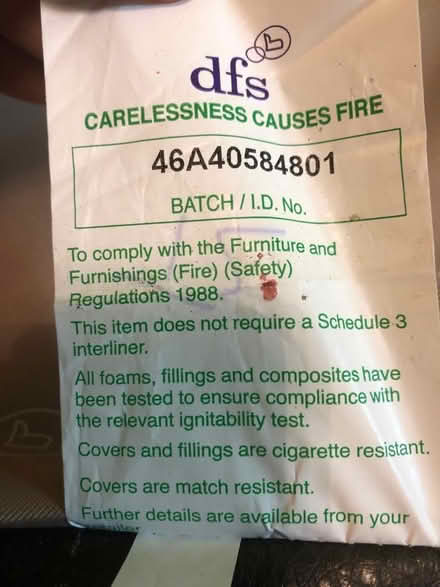 dfs
CARELESSNESS CAUSES FIRE
46A40584801
BATCH / I.D. No.
To comply with the Furniture and
Furnishings (Fire) (Safety)
Regulations 1988.
This item does not require a Schedule 3
interliner.
All foams, fillings and composites have
been tested to ensure compliance with
the relevant ignitability test.
Covers and fillings are cigarette resistant.
Covers are match resistant.
Further details are available from your
retailer